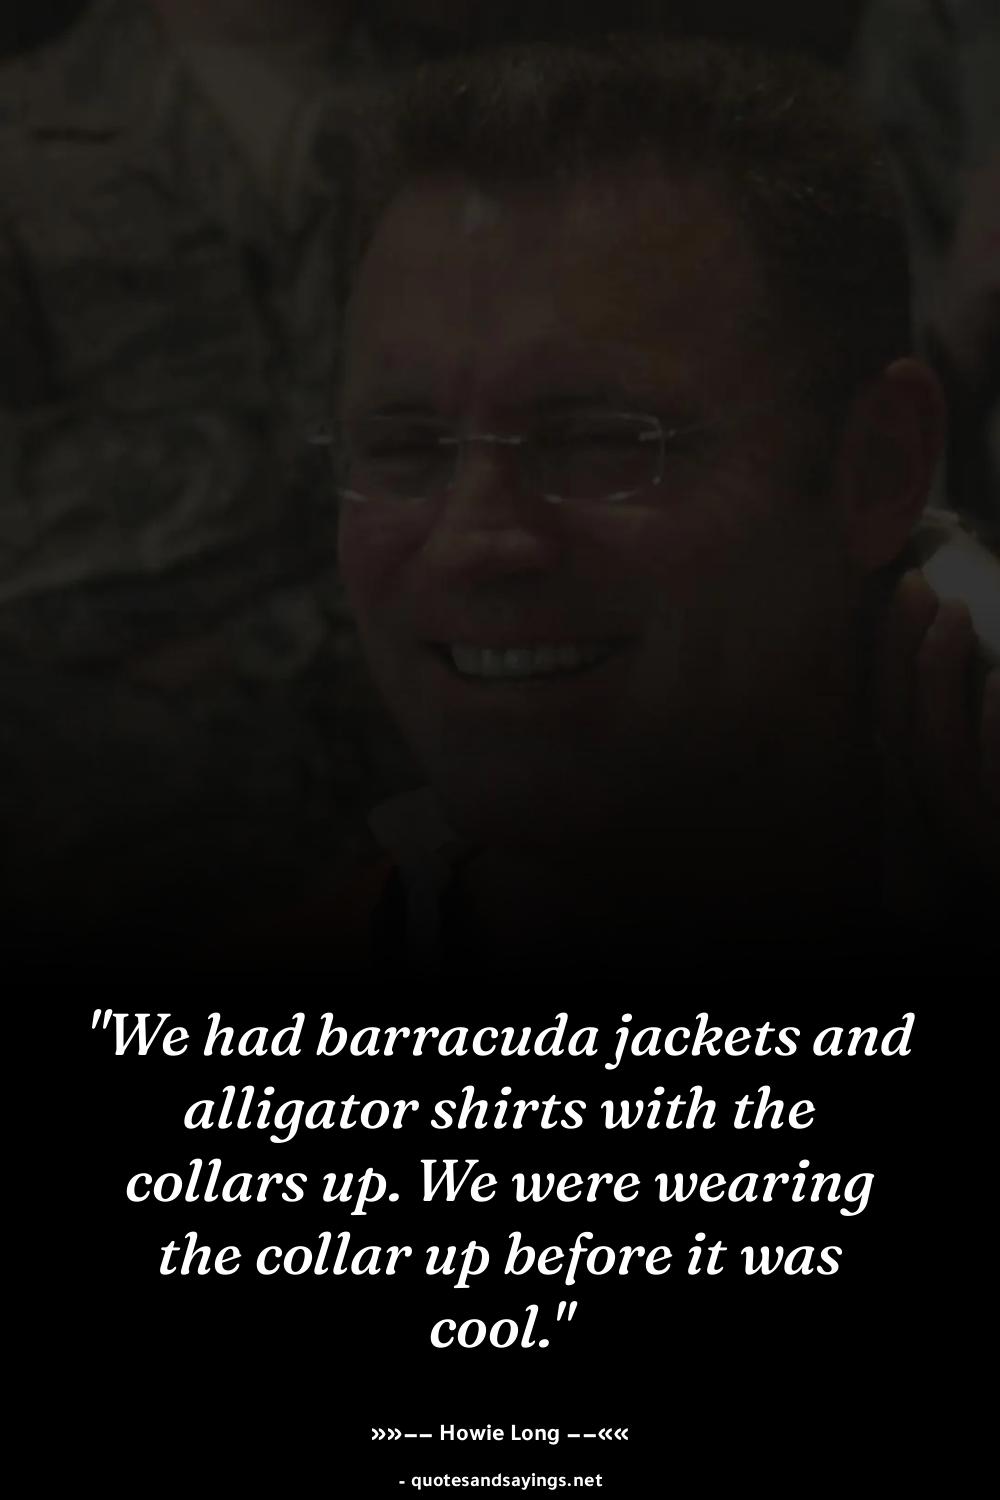 "We had barracuda jackets and
alligator shirts with the
collars up. We were wearing
the collar up before it was
cool."
»»–– Howie Long ––««
- quotesandsayings.net